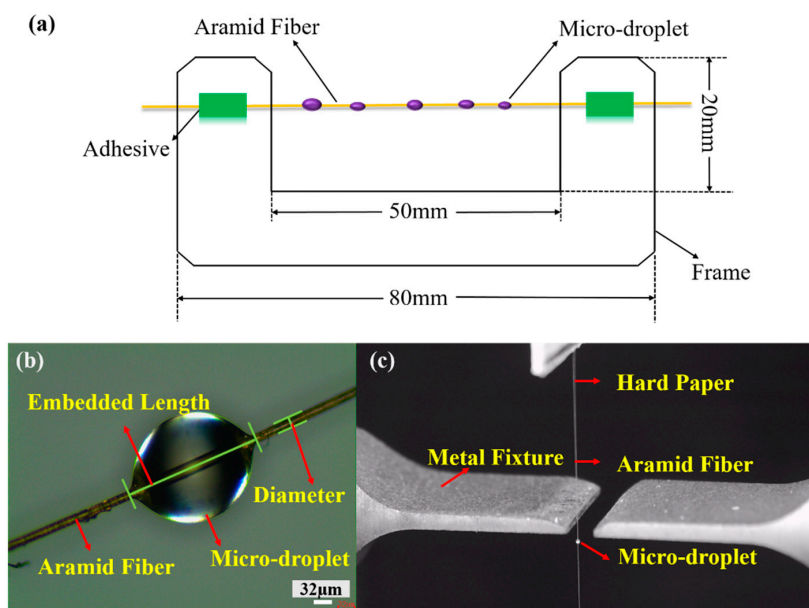 (a)
Aramid Fiber
Micro-droplet
Adhesive
20mm
50mm
Frame
80mm
(b)
Embedded Length
Diameter
Aramid Fiber
Micro-droplet
32μm
(c)
Hard Paper
Metal Fixture
Aramid Fiber
Micro-droplet